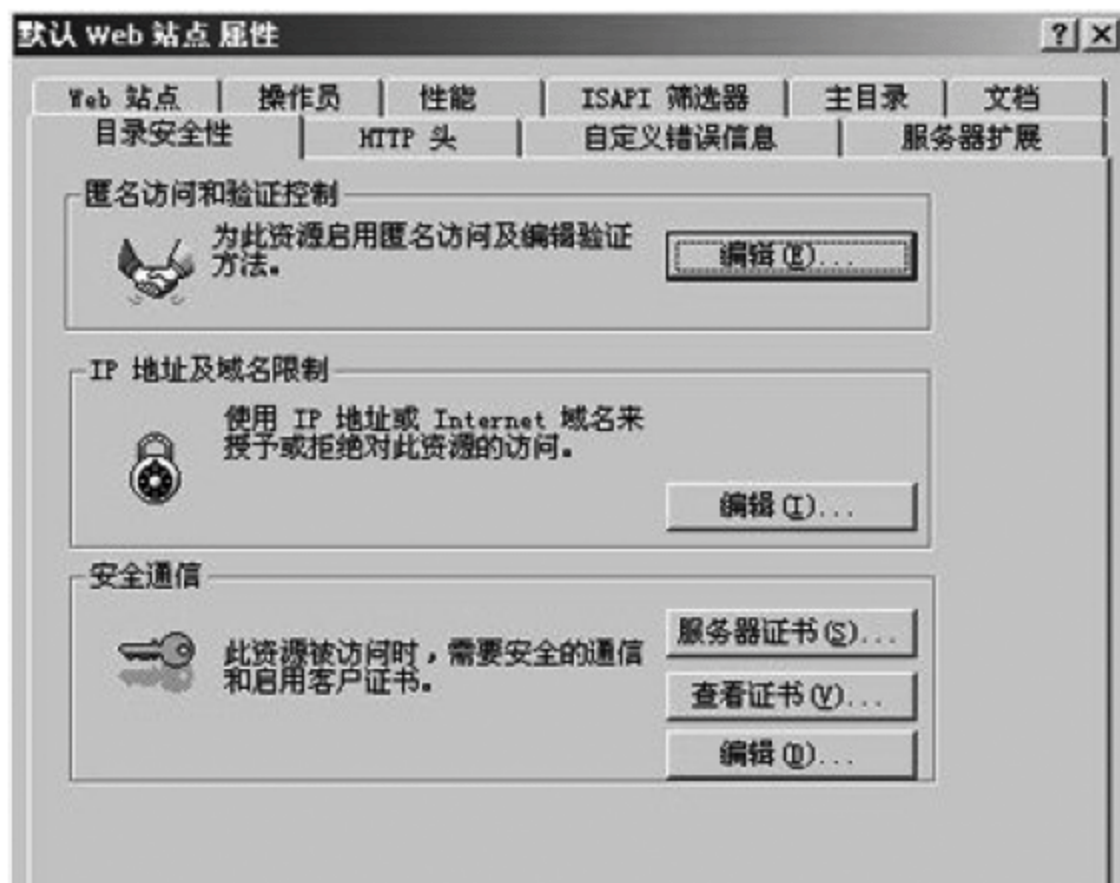 默认 Web 站点 属性
Web 站点 操作员 性能 ISAPI 筛选器 主目录 文档
目录安全性 HTTP 头 自定义错误信息 服务器扩展
匿名访问和验证控制
为此资源启用匿名访问及编辑验证
方法。
编辑(E)...
IP 地址及域名限制
使用 IP 地址或 Internet 域名来
授予或拒绝对此资源的访问。
编辑(I)...
安全通信
此资源被访问时，需要安全的通信
和启用客户证书。
服务器证书(S)...
查看证书(V)...
编辑(D)...